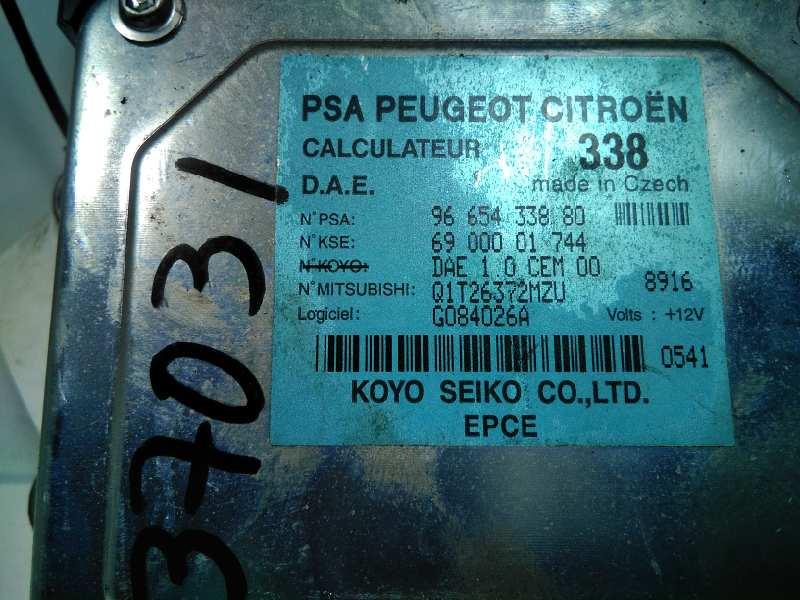 PSA PEUGEOT CITROËN
CALCULATEUR 338
D.A.E. made in Czech
N°PSA: 96 654 338 80
N°KSE: 69 000 01 744
N°KOYO: DAE 1.0 CEM 00
N°MITSUBISHI: Q1T26372MZU 8916
Logiciel: G084026A Volts : +12V
0541
KOYO SEIKO CO.,LTD.
EPCE
37031